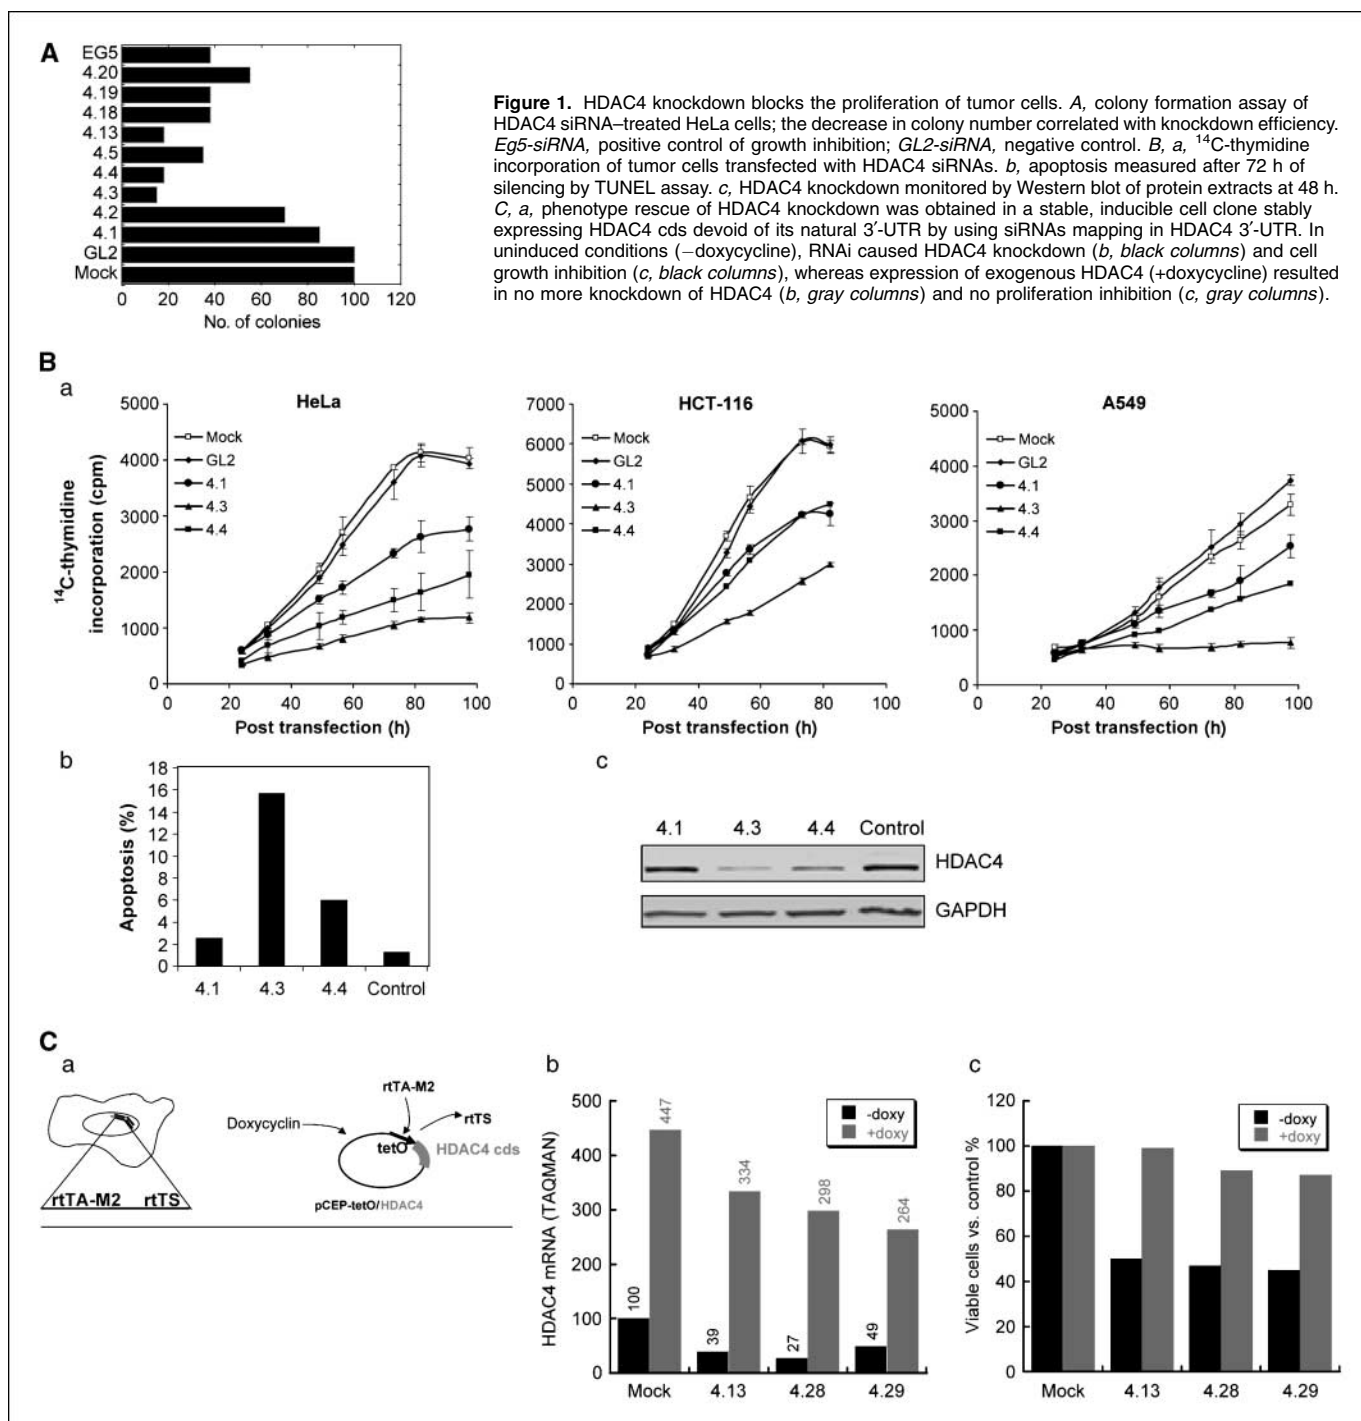 A
EG5
4.20
4.19
4.18
4.13
4.5
4.4
4.3
4.2
4.1
GL2
Mock
0 20 40 60 80 100 120
No. of colonies
Figure 1. HDAC4 knockdown blocks the proliferation of tumor cells. A, colony formation assay of
HDAC4 siRNA–treated HeLa cells; the decrease in colony number correlated with knockdown efficiency.
Eg5-siRNA, positive control of growth inhibition; GL2-siRNA, negative control. B, a, ¹⁴C-thymidine
incorporation of tumor cells transfected with HDAC4 siRNAs. b, apoptosis measured after 72 h of
silencing by TUNEL assay. c, HDAC4 knockdown monitored by Western blot of protein extracts at 48 h.
C, a, phenotype rescue of HDAC4 knockdown was obtained in a stable, inducible cell clone stably
expressing HDAC4 cds devoid of its natural 3′-UTR by using siRNAs mapping in HDAC4 3′-UTR. In
uninduced conditions (−doxycycline), RNAi caused HDAC4 knockdown (b, black columns) and cell
growth inhibition (c, black columns), whereas expression of exogenous HDAC4 (+doxycycline) resulted
in no more knockdown of HDAC4 (b, gray columns) and no proliferation inhibition (c, gray columns).
B
a
¹⁴C-thymidine
incorporation (cpm)
HeLa
5000
4000
3000
2000
1000
0
Mock
GL2
4.1
4.3
4.4
0 20 40 60 80 100
Post transfection (h)
HCT-116
7000
6000
5000
4000
3000
2000
1000
0
Mock
GL2
4.1
4.3
4.4
0 20 40 60 80 100
Post transfection (h)
A549
5000
4000
3000
2000
1000
0
Mock
GL2
4.1
4.3
4.4
0 20 40 60 80 100
Post transfection (h)
b
Apoptosis (%)
18
16
14
12
10
8
6
4
2
0
4.1 4.3 4.4 Control
c
4.1 4.3 4.4 Control
HDAC4
GAPDH
C
a
rtTA-M2 rtTS
Doxycyclin
rtTA-M2
rtTS
tetO
HDAC4 cds
pCEP-tetO/HDAC4
b
HDAC4 mRNA (TAQMAN)
500
400
300
200
100
0
-doxy
+doxy
100
447
39
334
27
298
49
264
Mock 4.13 4.28 4.29
c
Viable cells vs. control %
120
100
80
60
40
20
0
-doxy
+doxy
Mock 4.13 4.28 4.29